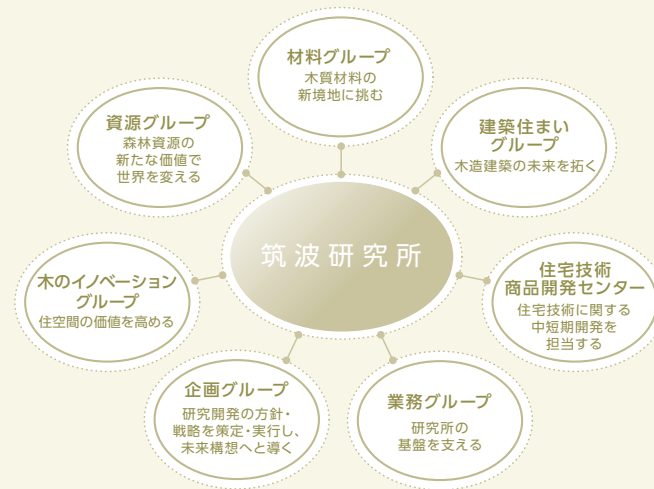 材料グループ
木質材料の
新境地に挑む
資源グループ
森林資源の
新たな価値で
世界を変える
建築住まい
グループ
木造建築の未来を拓く
筑波研究所
木のイノベーション
グループ
住空間の価値を高める
住宅技術
商品開発センター
住宅技術に関する
中短期開発を
担当する
企画グループ
研究開発の方針・
戦略を策定・実行し、
未来構想へと導く
業務グループ
研究所の
基盤を支える